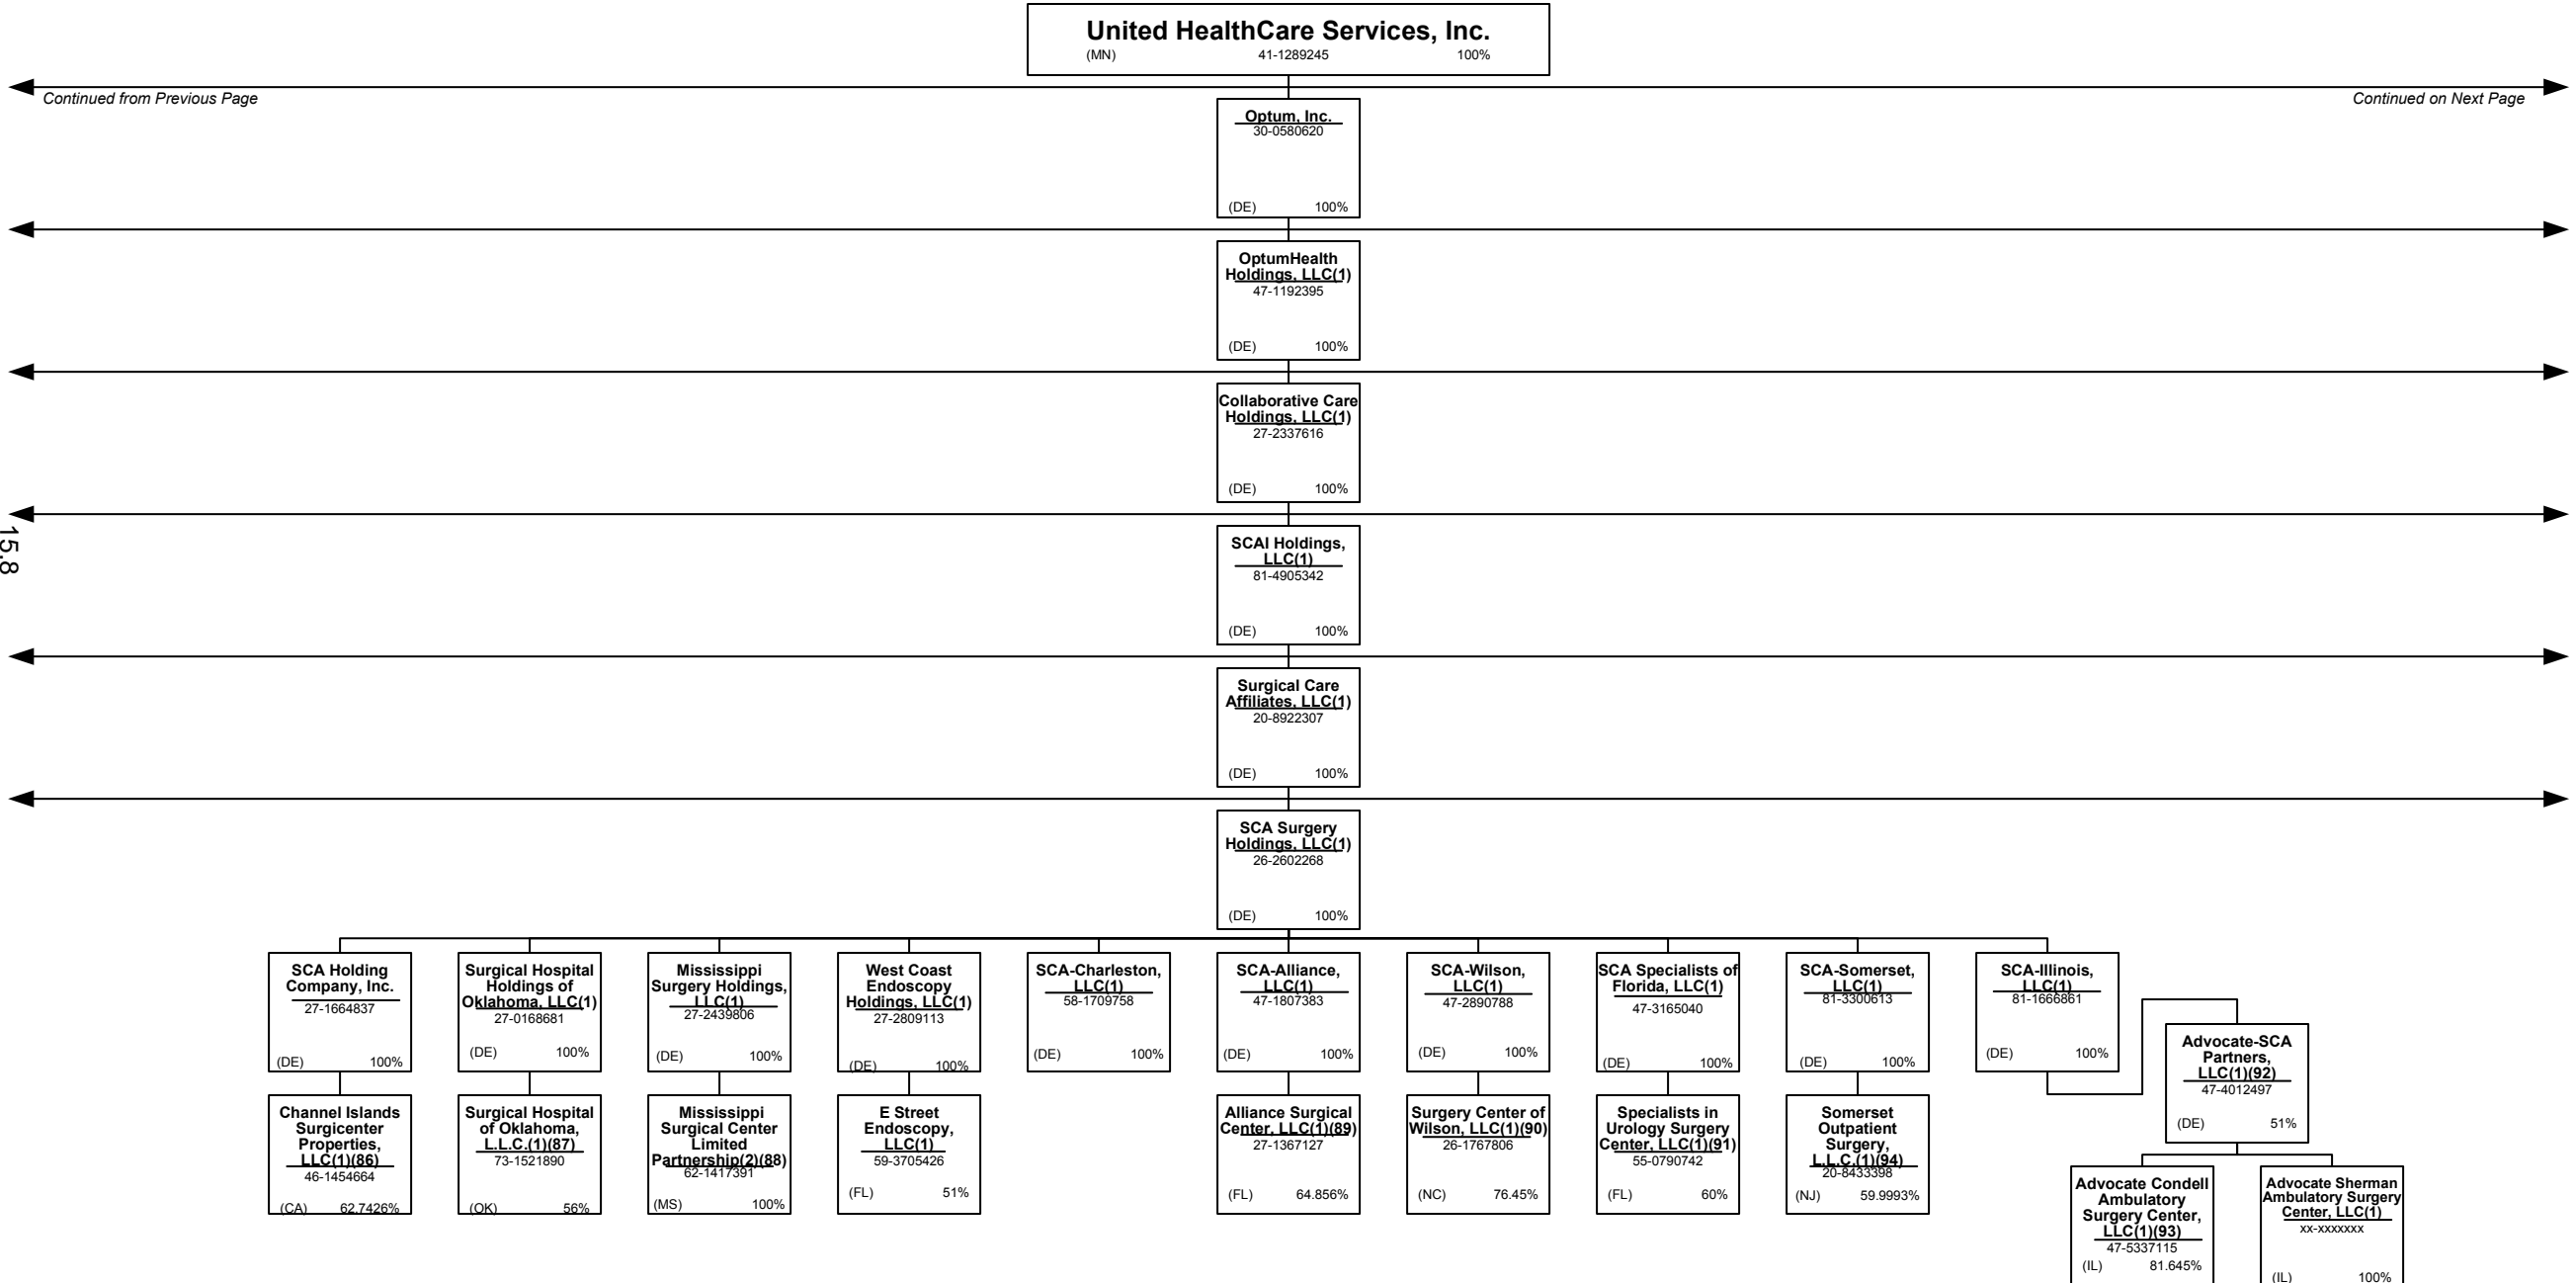 United HealthCare Services, Inc.
(MN) 41-1289245 100%
Continued from Previous Page
Continued on Next Page
Optum, Inc.
30-0580620
(DE) 100%
OptumHealth
Holdings, LLC(1)
47-1192395
(DE) 100%
Collaborative Care
Holdings, LLC(1)
27-2337616
(DE) 100%
15.8
SCAI Holdings,
LLC(1)
81-4905342
(DE) 100%
Surgical Care
Affiliates, LLC(1)
20-8922307
(DE) 100%
SCA Surgery
Holdings, LLC(1)
26-2602268
(DE) 100%
SCA Holding
Company, Inc.
27-1664837
(DE) 100%
Surgical Hospital
Holdings of
Oklahoma, LLC(1)
27-0168681
(DE) 100%
Mississippi
Surgery Holdings,
LLC(1)
27-2439806
(DE) 100%
West Coast
Endoscopy
Holdings, LLC(1)
27-2809113
(DE) 100%
SCA-Charleston,
LLC(1)
58-1709758
(DE) 100%
SCA-Alliance,
LLC(1)
47-1807383
(DE) 100%
SCA-Wilson,
LLC(1)
47-2890788
(DE) 100%
SCA Specialists of
Florida, LLC(1)
47-3165040
(DE) 100%
SCA-Somerset,
LLC(1)
81-3300613
(DE) 100%
SCA-Illinois,
LLC(1)
81-1666861
(DE) 100%
Advocate-SCA
Partners,
LLC(1)(92)
47-4012497
(DE) 51%
Channel Islands
Surgicenter
Properties,
LLC(1)(86)
46-1454664
(CA) 62.7426%
Surgical Hospital
of Oklahoma,
L.L.C.(1)(87)
73-1521890
(OK) 56%
Mississippi
Surgical Center
Limited
Partnership(2)(88)
62-1417391
(MS) 100%
E Street
Endoscopy,
LLC(1)
59-3705426
(FL) 51%
Alliance Surgical
Center, LLC(1)(89)
27-1367127
(FL) 64.856%
Surgery Center of
Wilson, LLC(1)(90)
26-1767806
(NC) 76.45%
Specialists in
Urology Surgery
Center, LLC(1)(91)
55-0790742
(FL) 60%
Somerset
Outpatient
Surgery,
L.L.C.(1)(94)
20-8433398
(NJ) 59.9993%
Advocate Condell
Ambulatory
Surgery Center,
LLC(1)(93)
47-5337115
(IL) 81.645%
Advocate Sherman
Ambulatory Surgery
Center, LLC(1)
xx-xxxxxxx
(IL) 100%